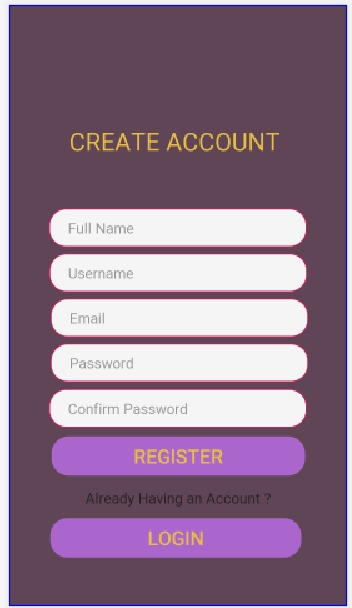 CREATE ACCOUNT
Full Name
Username
Email
Password
Confirm Password
REGISTER
Already Having an Account ?
LOGIN